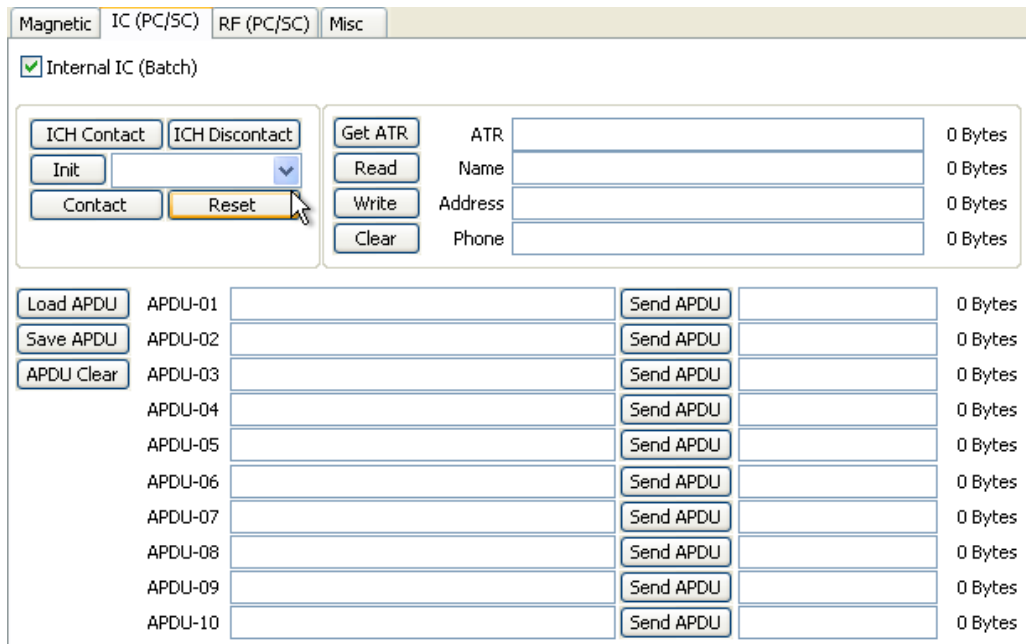 Magnetic IC (PC/SC) RF (PC/SC) Misc
Internal IC (Batch)
ICH Contact ICH Discontact
Init
Contact Reset
Get ATR ATR 0 Bytes
Read Name 0 Bytes
Write Address 0 Bytes
Clear Phone 0 Bytes
Load APDU APDU-01 Send APDU 0 Bytes
Save APDU APDU-02 Send APDU 0 Bytes
APDU Clear APDU-03 Send APDU 0 Bytes
APDU-04 Send APDU 0 Bytes
APDU-05 Send APDU 0 Bytes
APDU-06 Send APDU 0 Bytes
APDU-07 Send APDU 0 Bytes
APDU-08 Send APDU 0 Bytes
APDU-09 Send APDU 0 Bytes
APDU-10 Send APDU 0 Bytes